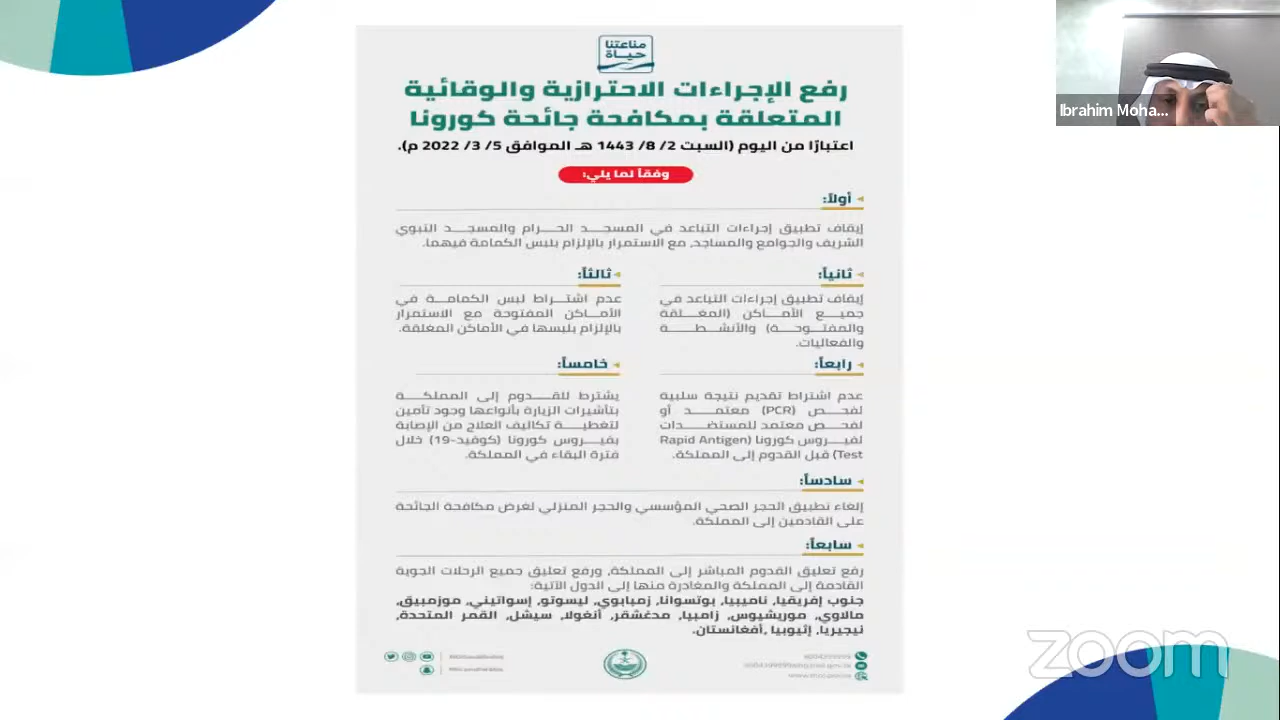 مناعتنا
حياة
رفع الإجراءات الاحترازية والوقائية
المتعلقة بمكافحة جائحة كورونا
اعتبارًا من اليوم (السبت 2/ 8/ 1443 هـ الموافق 5/ 3/ 2022 م).
وفقاً لما يلي:
أولاً:
إيقاف تطبيق إجراءات التباعد في المسجد الحرام والمسجد النبوي
الشريف والجوامع والمساجد، مع الاستمرار بالإلزام بلبس الكمامة فيهما.
ثانياً:
إيقاف تطبيق إجراءات التباعد في
جميع الأماكن (المغلقة
والمفتوحة) والأنشطة
والفعاليات.
ثالثاً:
عدم اشتراط لبس الكمامة في
الأماكن المفتوحة مع الاستمرار
بالإلزام بلبسها في الأماكن المغلقة.
رابعاً:
عدم اشتراط تقديم نتيجة سلبية
لفحص (PCR) معتمد أو
لفحص معتمد للمستضدات
لفيروس كورونا (Rapid Antigen
Test) قبل القدوم إلى المملكة.
خامساً:
يشترط للقدوم إلى المملكة
بتأشيرات الزيارة بأنواعها وجود تأمين
لتغطية تكاليف العلاج من الإصابة
بفيروس كورونا (كوفيد-19) خلال
فترة البقاء في المملكة.
سادساً:
إلغاء تطبيق الحجر الصحي المؤسسي والحجر المنزلي لغرض مكافحة الجائحة
على القادمين إلى المملكة.
سابعاً:
رفع تعليق القدوم المباشر إلى المملكة، ورفع تعليق جميع الرحلات الجوية
القادمة إلى المملكة والمغادرة منها إلى الدول الآتية:
جنوب إفريقيا، ناميبيا، بوتسوانا، زمبابوي، ليسوتو، إسواتيني، موزمبيق،
مالاوي، موريشيوس، زامبيا، مدغشقر، أنغولا، سيشل، القمر المتحدة،
نيجيريا، إثيوبيا ،أفغانستان.
Ibrahim Moha...
zoom